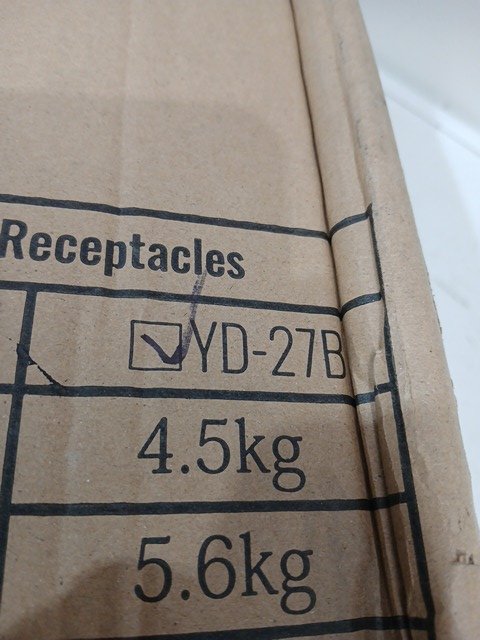 Receptacles
YD-27B
4.5kg
5.6kg